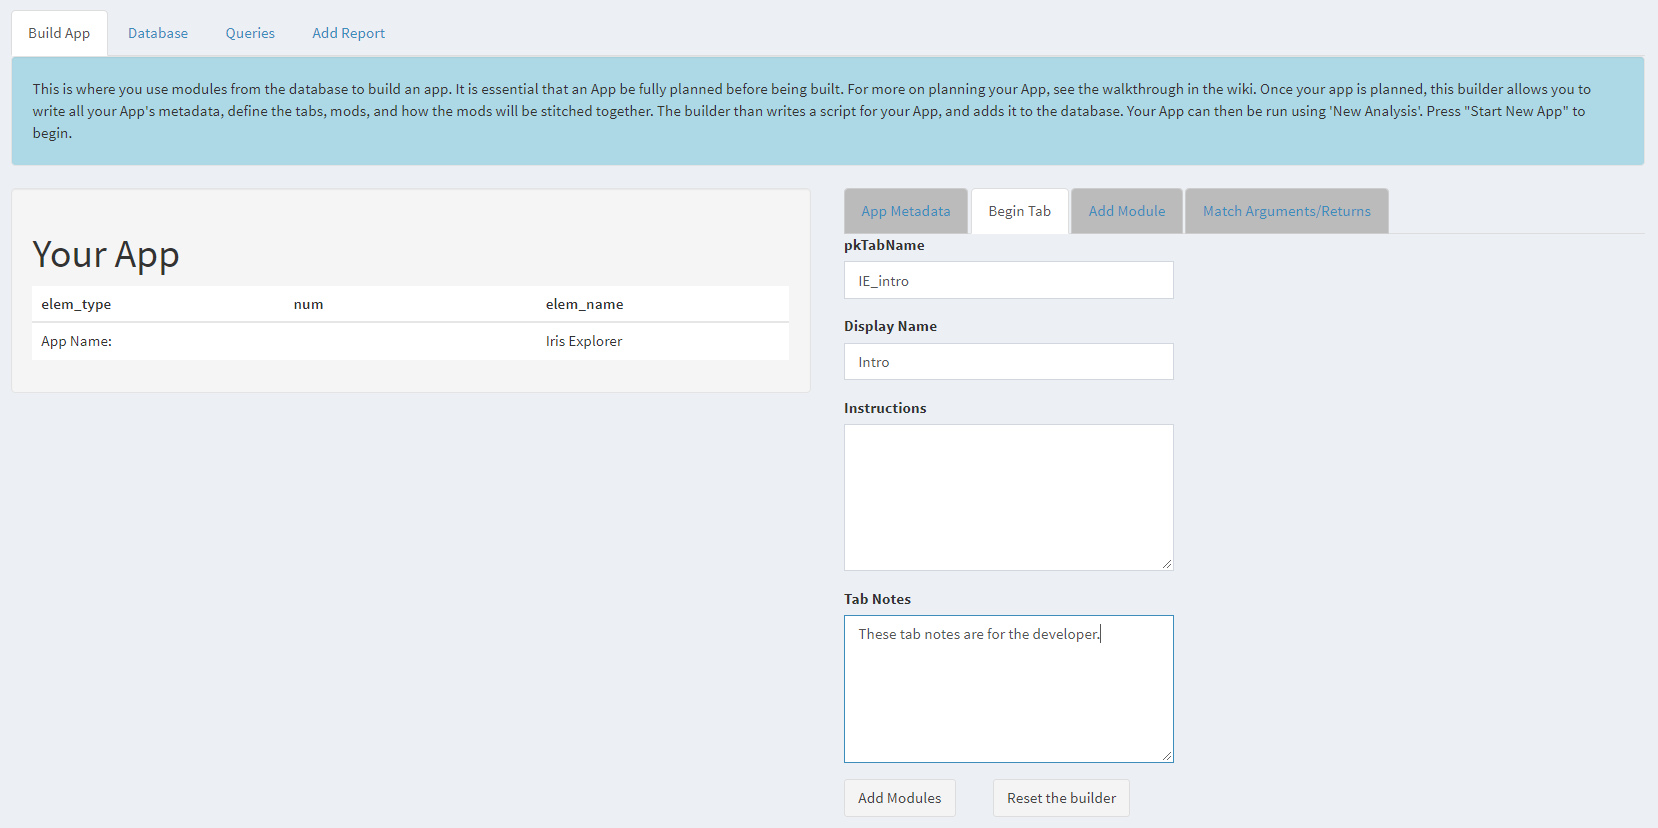 Build App Database Queries Add Report
This is where you use modules from the database to build an app. It is essential that an App be fully planned before being built. For more on planning your App, see the walkthrough in the wiki. Once your app is planned, this builder allows you to
write all your App's metadata, define the tabs, mods, and how the mods will be stitched together. The builder than writes a script for your App, and adds it to the database. Your App can then be run using 'New Analysis'. Press "Start New App" to
begin.
Your App
elem_type num elem_name
App Name: Iris Explorer
App Metadata Begin Tab Add Module Match Arguments/Returns
pkTabName
IE_intro
Display Name
Intro
Instructions
Tab Notes
These tab notes are for the developer.
Add Modules Reset the builder